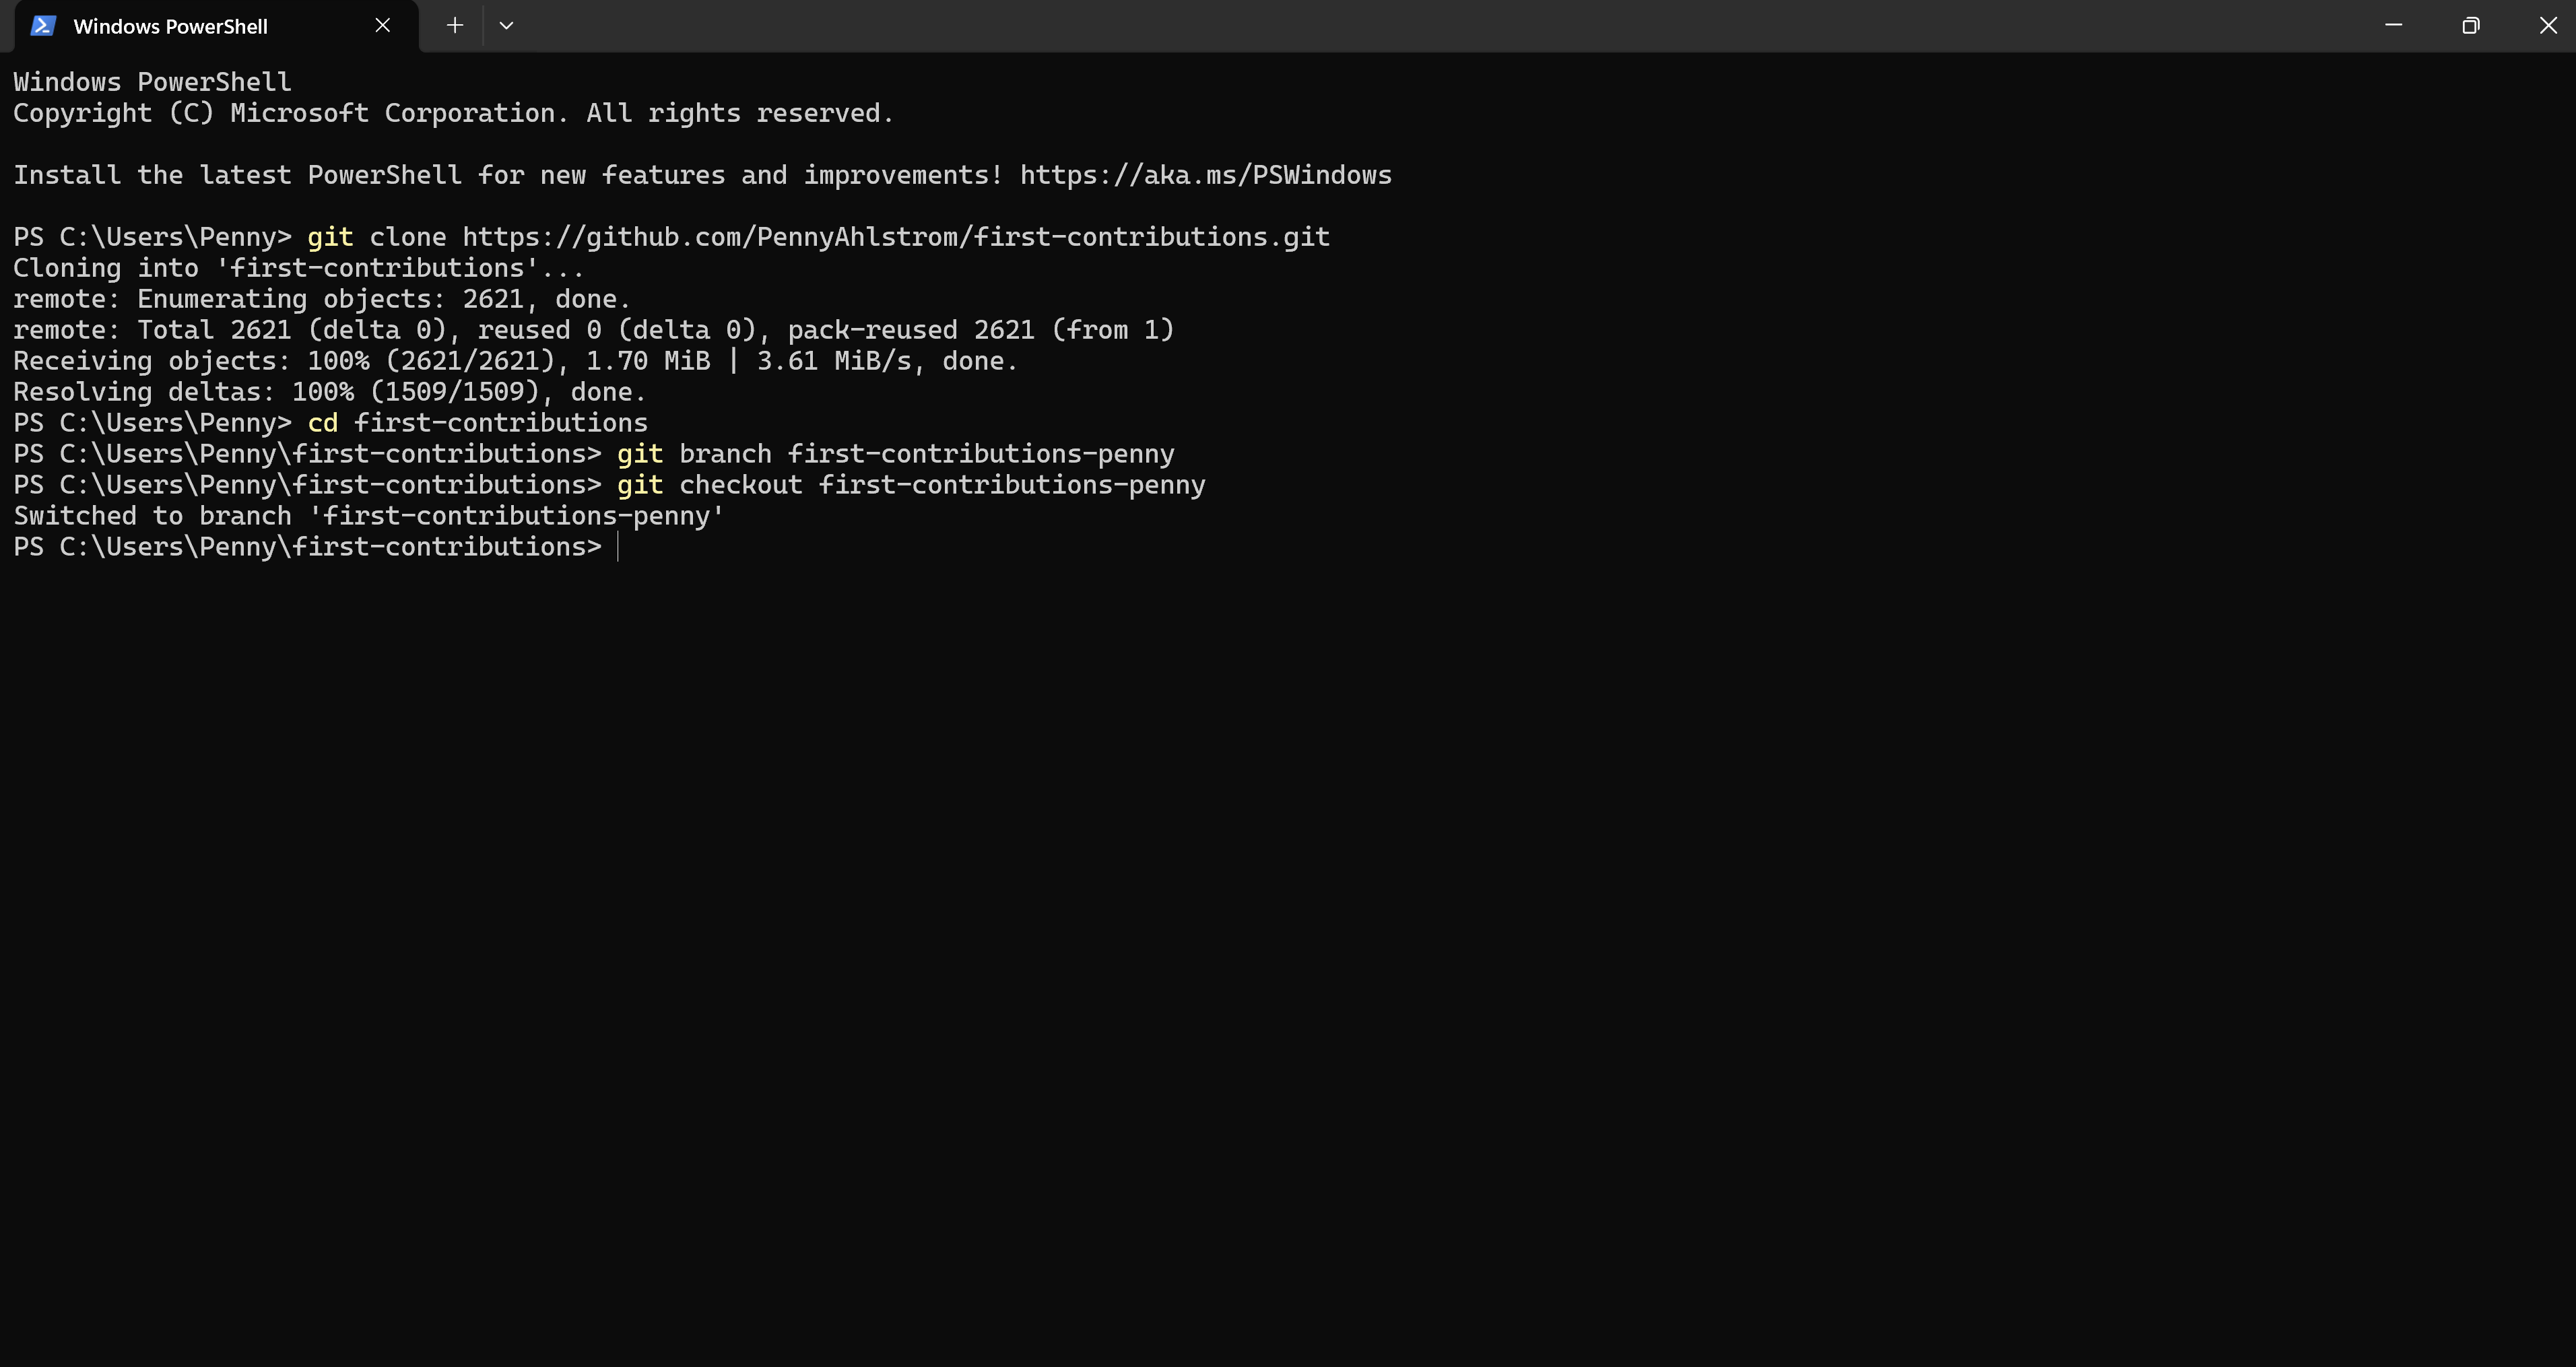 Windows PowerShell
Windows PowerShell
Copyright (C) Microsoft Corporation. All rights reserved.
Install the latest PowerShell for new features and improvements! https://aka.ms/PSWindows
PS C:\Users\Penny> git clone https://github.com/PennyAhlstrom/first-contributions.git
Cloning into 'first-contributions'...
remote: Enumerating objects: 2621, done.
remote: Total 2621 (delta 0), reused 0 (delta 0), pack-reused 2621 (from 1)
Receiving objects: 100% (2621/2621), 1.70 MiB | 3.61 MiB/s, done.
Resolving deltas: 100% (1509/1509), done.
PS C:\Users\Penny> cd first-contributions
PS C:\Users\Penny\first-contributions> git branch first-contributions-penny
PS C:\Users\Penny\first-contributions> git checkout first-contributions-penny
Switched to branch 'first-contributions-penny'
PS C:\Users\Penny\first-contributions>